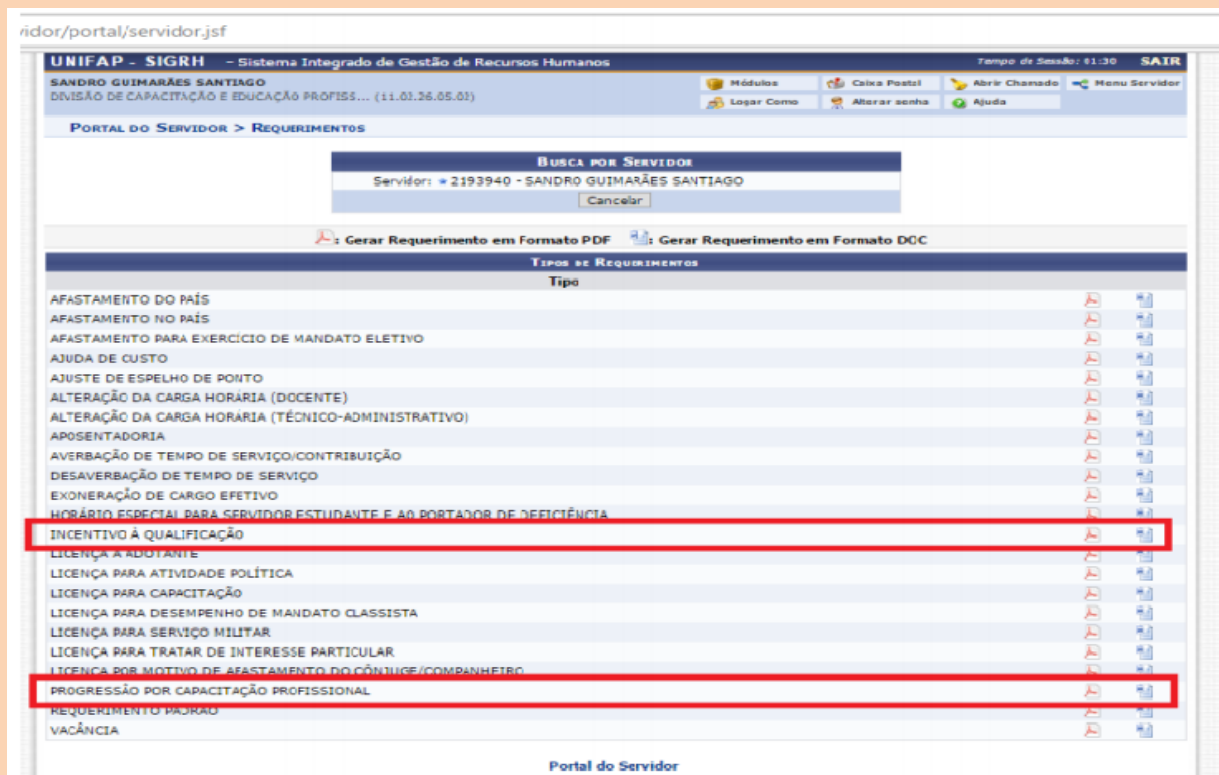 vidor/portal/servidor.jsf
UNIFAP - SIGRH - Sistema Integrado de Gestão de Recursos Humanos Tempo de Sessão: 01:30 SAIR
SANDRO GUIMARÃES SANTIAGO Módulos Caixa Postal Abrir Chamado Menu Servidor
DIVISÃO DE CAPACITAÇÃO E EDUCAÇÃO PROFISS... (11.02.26.05.03) Logar Como Alterar senha Ajuda
PORTAL DO SERVIDOR > REQUERIMENTOS
BUSCA POR SERVIDOR
Servidor: 2193940 - SANDRO GUIMARÃES SANTIAGO
Cancelar
: Gerar Requerimento em Formato PDF : Gerar Requerimento em Formato DOC
TIPOS DE REQUERIMENTOS
Tipo
AFASTAMENTO DO PAÍS
AFASTAMENTO NO PAÍS
AFASTAMENTO PARA EXERCÍCIO DE MANDATO ELETIVO
AJUDA DE CUSTO
AJUSTE DE ESPELHO DE PONTO
ALTERAÇÃO DA CARGA HORÁRIA (DOCENTE)
ALTERAÇÃO DA CARGA HORÁRIA (TÉCNICO-ADMINISTRATIVO)
APOSENTADORIA
AVERBAÇÃO DE TEMPO DE SERVIÇO/CONTRIBUIÇÃO
DESAVERBAÇÃO DE TEMPO DE SERVIÇO
EXONERAÇÃO DE CARGO EFETIVO
HORÁRIO ESPECIAL PARA SERVIDOR ESTUDANTE E AO PORTADOR DE DEFICIÊNCIA
INCENTIVO À QUALIFICAÇÃO
LICENÇA À ADOTANTE
LICENÇA PARA ATIVIDADE POLÍTICA
LICENÇA PARA CAPACITAÇÃO
LICENÇA PARA DESEMPENHO DE MANDATO CLASSISTA
LICENÇA PARA SERVIÇO MILITAR
LICENÇA PARA TRATAR DE INTERESSE PARTICULAR
LICENÇA POR MOTIVO DE AFASTAMENTO DO CÔNJUGE/COMPANHEIRO
PROGRESSÃO POR CAPACITAÇÃO PROFISSIONAL
REQUERIMENTO PADRÃO
VACÂNCIA
Portal do Servidor